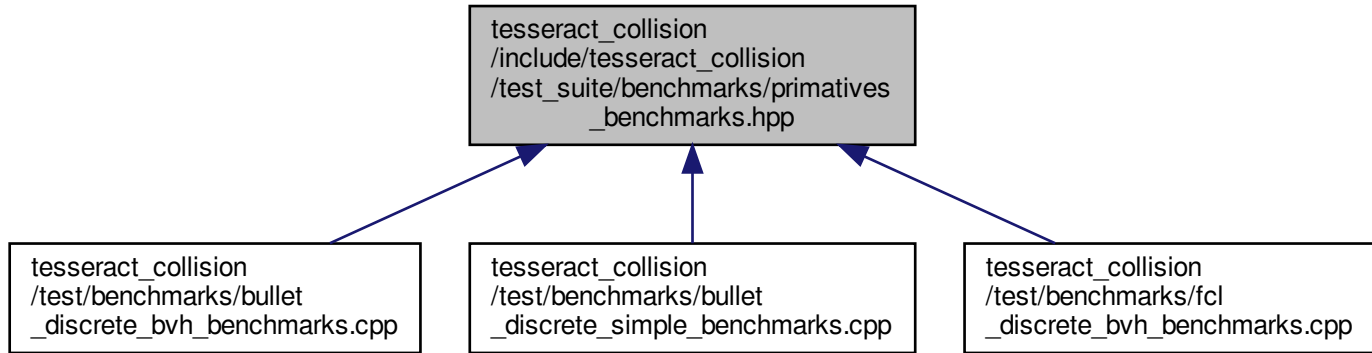 tesseract_collision
/include/tesseract_collision
/test_suite/benchmarks/primatives
_benchmarks.hpp
tesseract_collision
/test/benchmarks/bullet
_discrete_bvh_benchmarks.cpp
tesseract_collision
/test/benchmarks/bullet
_discrete_simple_benchmarks.cpp
tesseract_collision
/test/benchmarks/fcl
_discrete_bvh_benchmarks.cpp